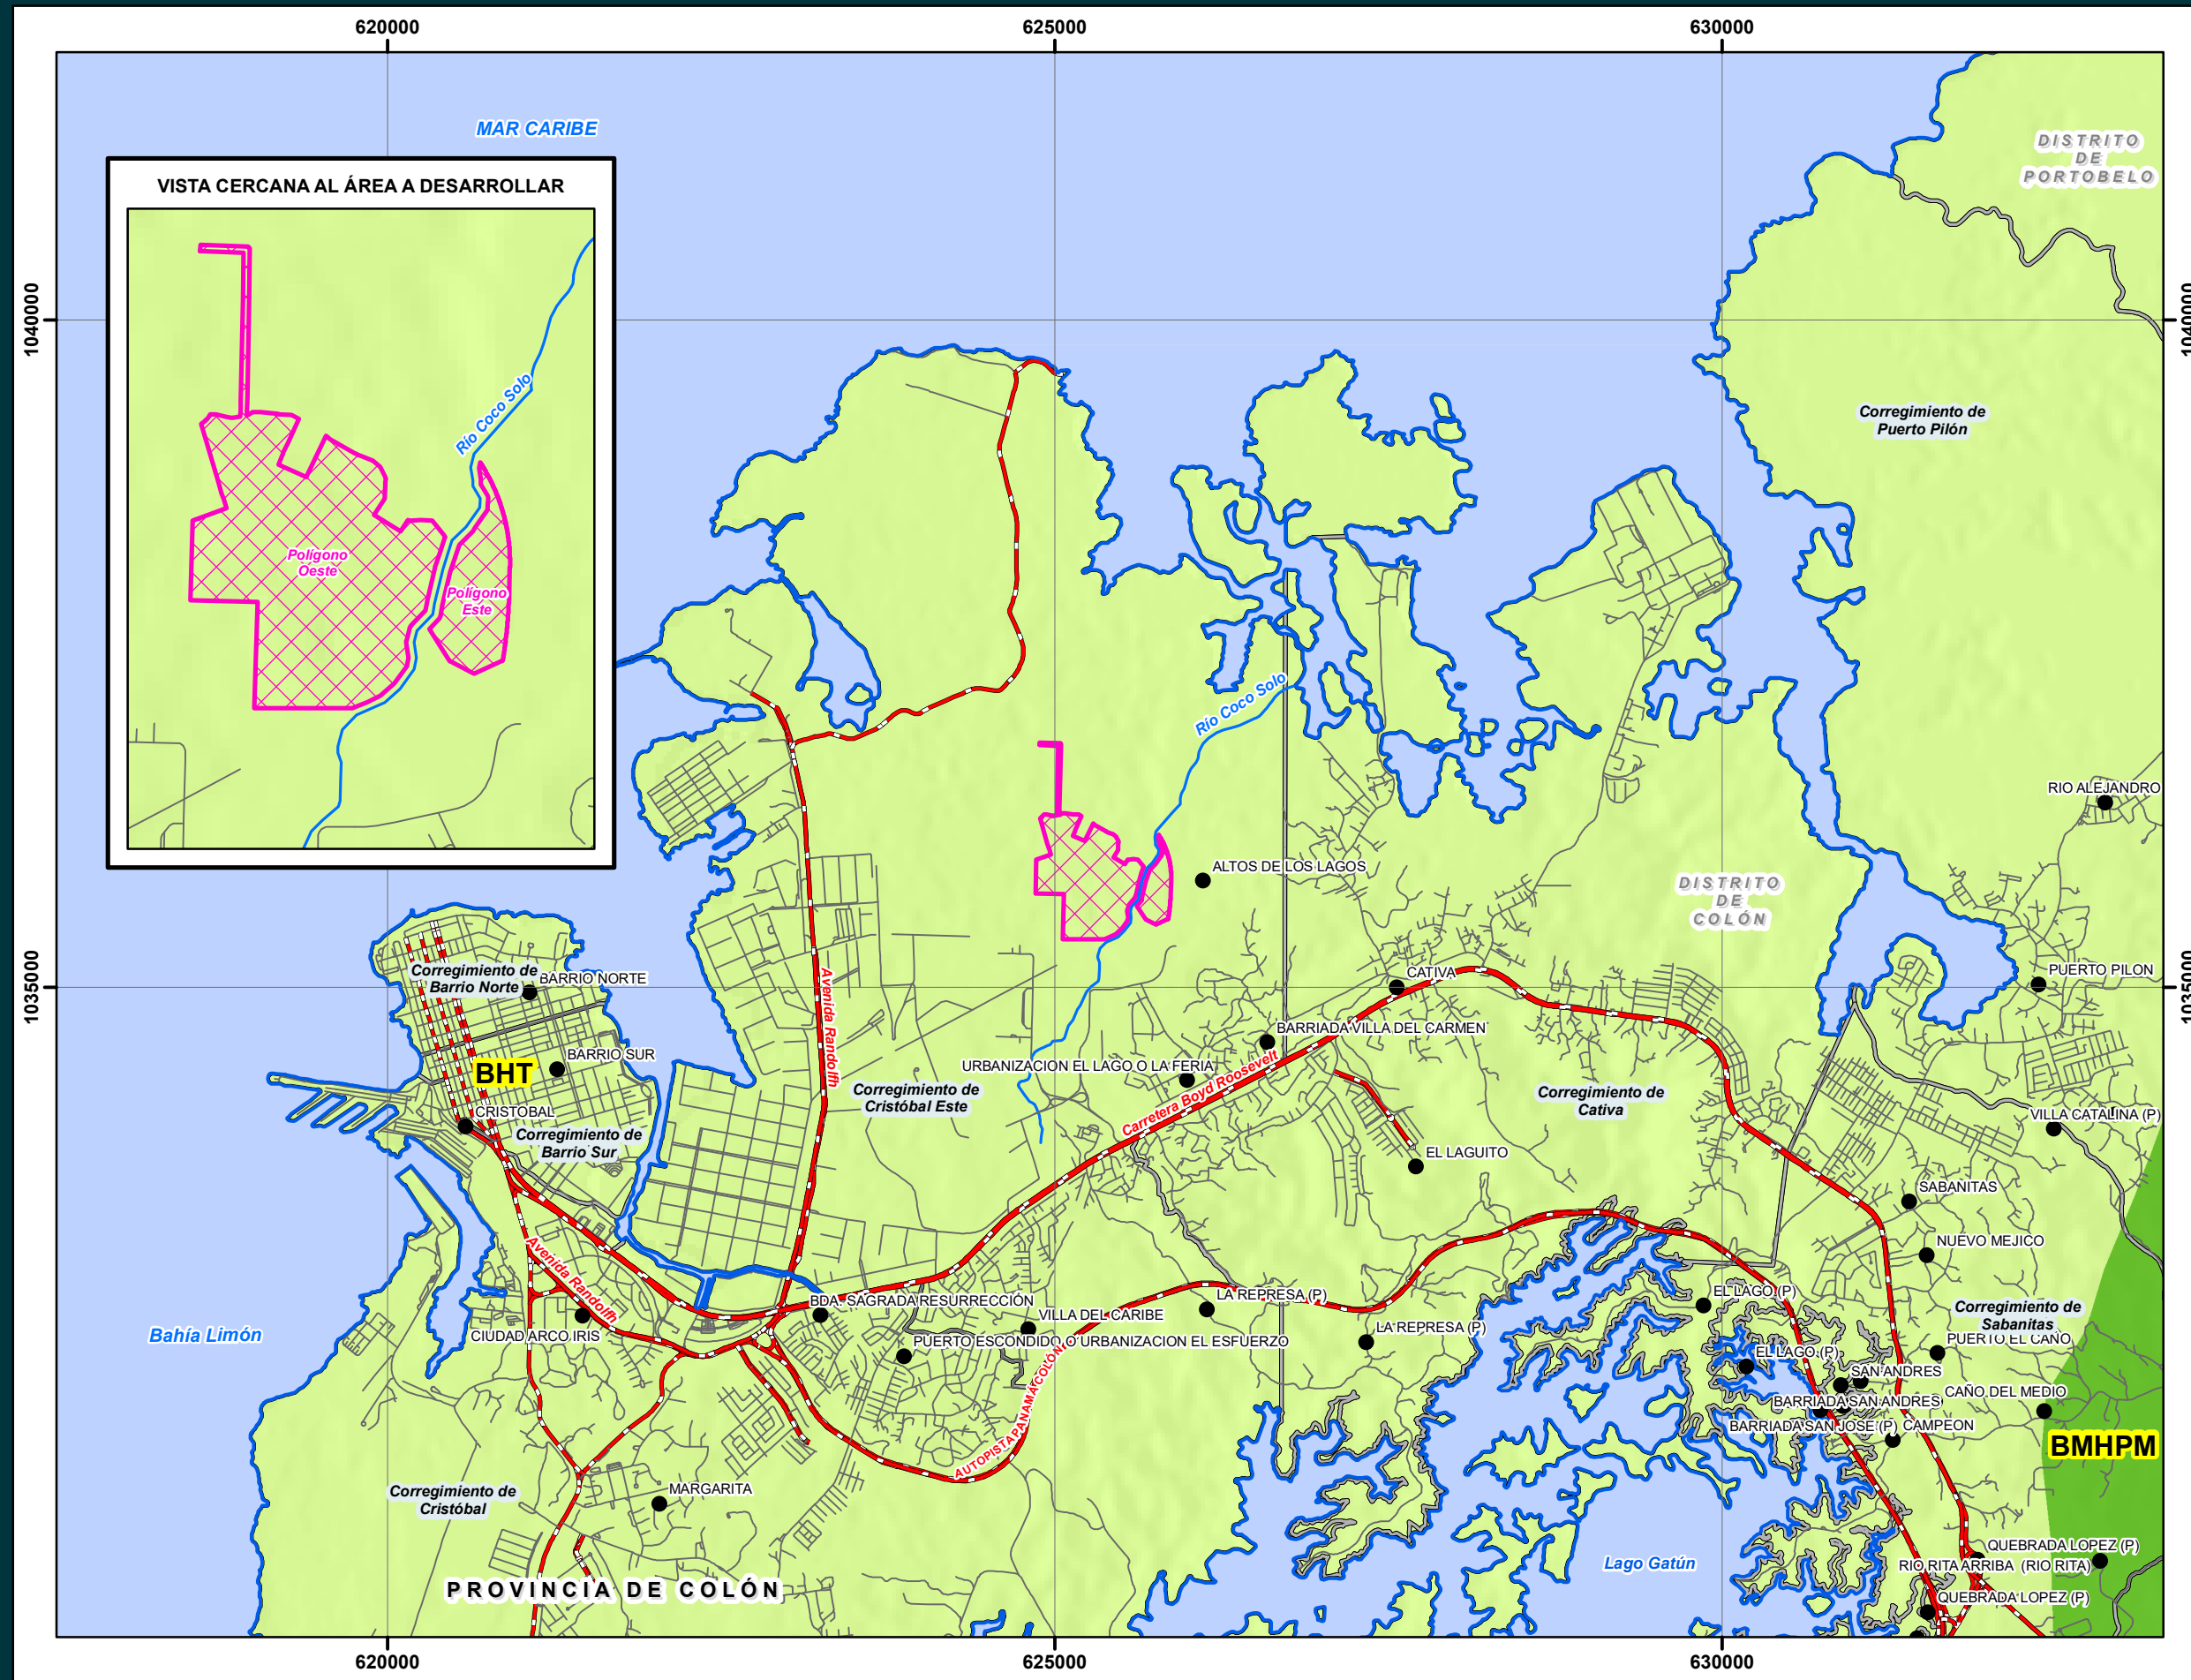 620000
625000
630000
MAR CARIBE
DISTRITO
DE
PORTOBELO
VISTA CERCANA AL ÁREA A DESARROLLAR
Río Coco Solo
Polígono
Oeste
Polígono
Este
1040000
1040000
Corregimiento de
Puerto Pilón
Río Coco Solo
RIO ALEJANDRO
ALTOS DE LOS LAGOS
DISTRITO
DE
COLÓN
Corregimiento de
Barrio Norte
BARRIO NORTE
CATIVA
PUERTO PILON
1035000
1035000
Avenida Randolfh
BARRIADA VILLA DEL CARMEN
BARRIO SUR
BHT
URBANIZACION EL LAGO O LA FERIA
Corregimiento de
Cristóbal Este
Carretera Boyd Roosevelt
Corregimiento de
Cativa
CRISTOBAL
VILLA CATALINA (P)
Corregimiento de
Barrio Sur
EL LAGUITO
SABANITAS
NUEVO MEJICO
Avenida Randolfh
BDA. SAGRADA RESURRECCIÓN
LA REPRESA (P)
EL LAGO (P)
Corregimiento de
Sabanitas
VILLA DEL CARIBE
Bahía Limón
CIUDAD ARCO IRIS
LA REPRESA (P)
PUERTO ESCONDIDO O URBANIZACION EL ESFUERZO
PUERTO EL CAÑO
EL LAGO (P)
SAN ANDRES
CAÑO DEL MEDIO
BARRIADA SAN ANDRES
BARRIADA SAN JOSE (P)
CAMPEON
AUTOPISTA PANAMÁ COLÓN
BMHPM
MARGARITA
Corregimiento de
Cristóbal
QUEBRADA LOPEZ (P)
Lago Gatún
RIO RITA ARRIBA (RIO RITA)
PROVINCIA DE COLÓN
QUEBRADA LOPEZ (P)
620000
625000
630000